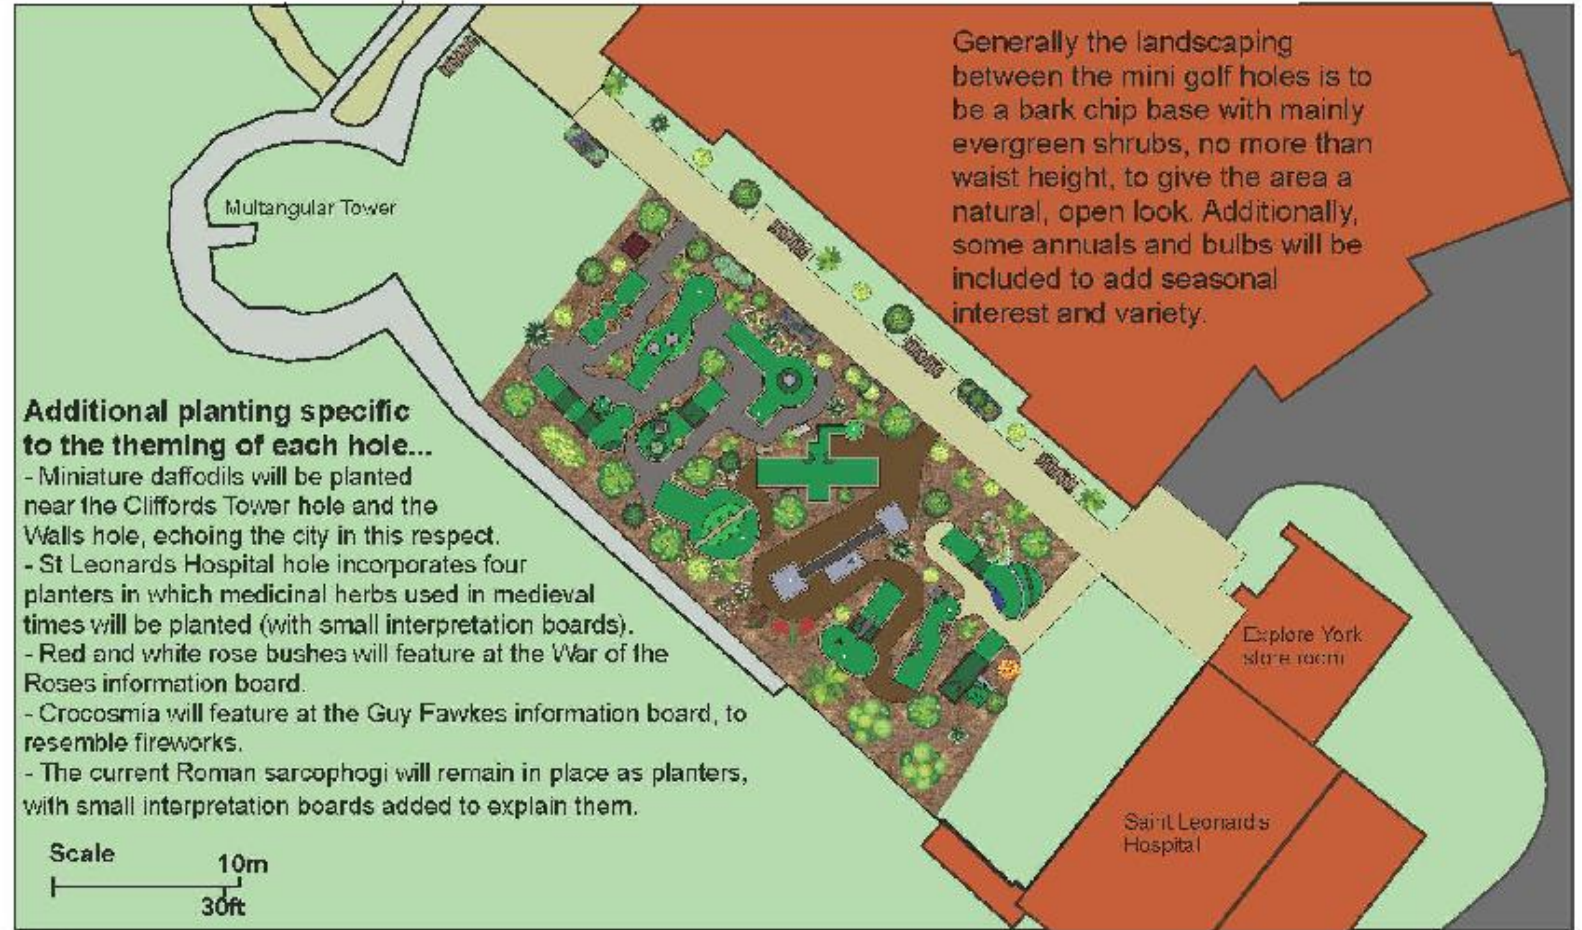 Generally the landscaping
between the mini golf holes is to
be a bark chip base with mainly
evergreen shrubs, no more than
waist height, to give the area a
natural, open look. Additionally,
some annuals and bulbs will be
included to add seasonal
interest and variety.
Multangular Tower
Additional planting specific
to the theming of each hole...
- Miniature daffodils will be planted
near the Cliffords Tower hole and the
Walls hole, echoing the city in this respect.
- St Leonards Hospital hole incorporates four
planters in which medicinal herbs used in medieval
times will be planted (with small interpretation boards).
- Red and white rose bushes will feature at the War of the
Roses information board.
- Crocosmia will feature at the Guy Fawkes information board, to
resemble fireworks.
- The current Roman sarcophogi will remain in place as planters,
with small interpretation boards added to explain them.
Explore York
store room
Saint Leonard's
Hospital
Scale
10m
30ft